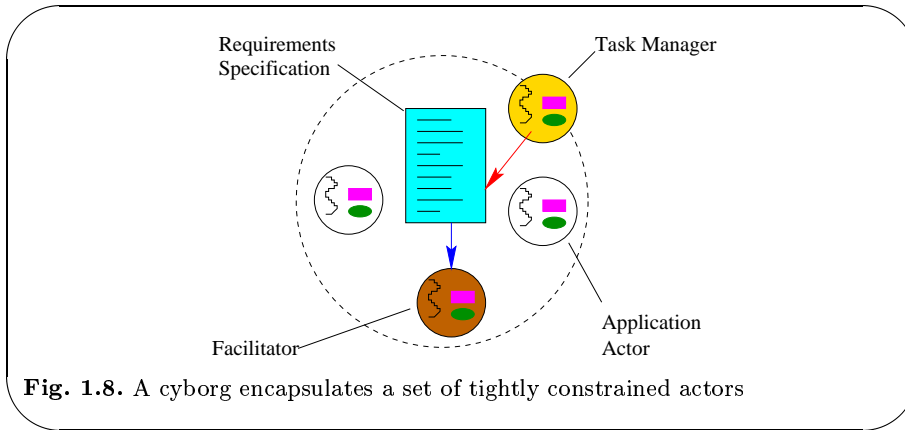 Requirements
Specification
Task Manager
Facilitator
Application
Actor
Fig. 1.8. A cyborg encapsulates a set of tightly constrained actors